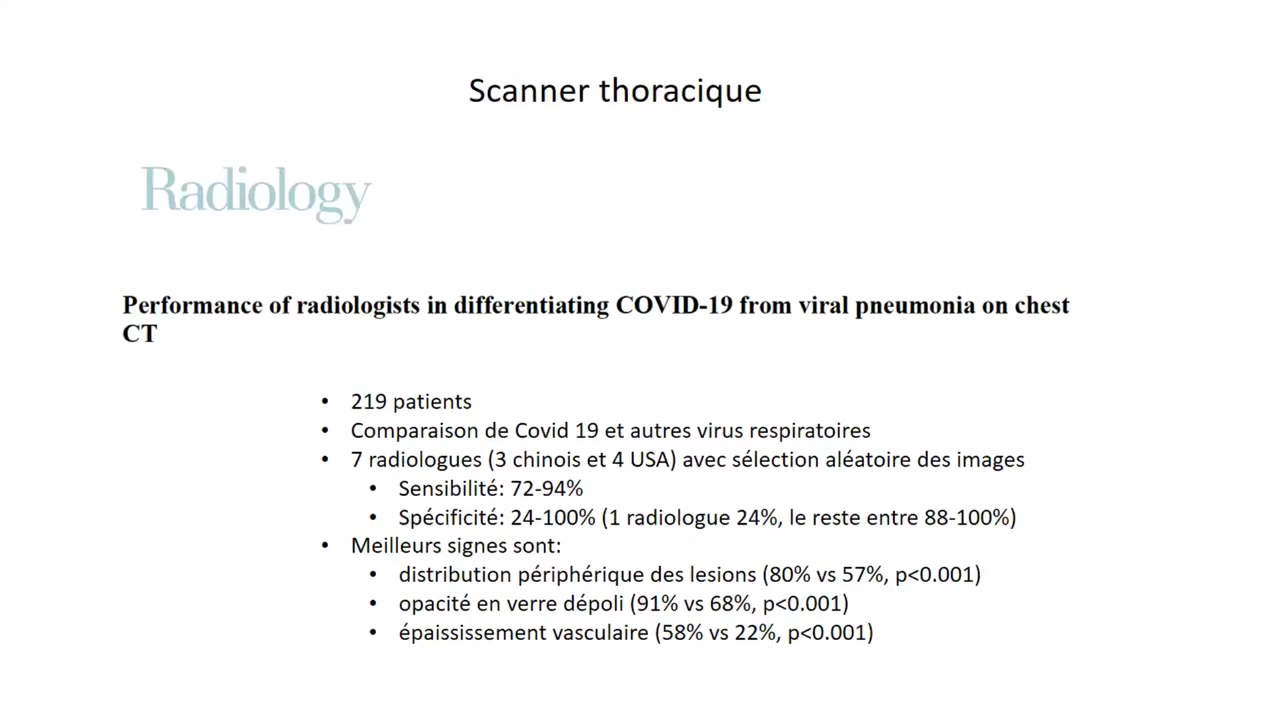 Scanner thoracique
Radiology
Performance of radiologists in differentiating COVID-19 from viral pneumonia on chest
CT
• 219 patients
• Comparaison de Covid 19 et autres virus respiratoires
• 7 radiologues (3 chinois et 4 USA) avec sélection aléatoire des images
• Sensibilité: 72-94%
• Spécificité: 24-100% (1 radiologue 24%, le reste entre 88-100%)
• Meilleurs signes sont:
• distribution périphérique des lesions (80% vs 57%, p<0.001)
• opacité en verre dépoli (91% vs 68%, p<0.001)
• épaississement vasculaire (58% vs 22%, p<0.001)